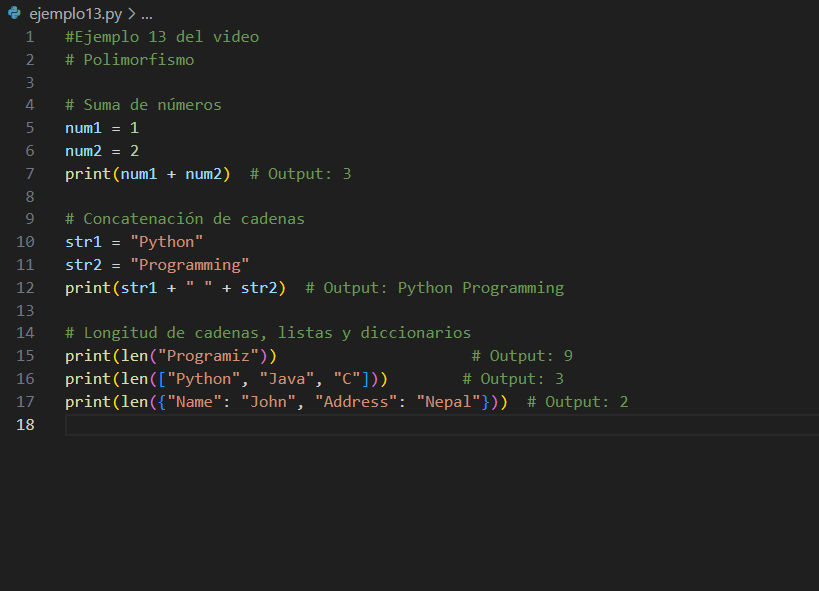 ejemplo13.py > ...
1 #Ejemplo 13 del video
2 # Polimorfismo
3
4 # Suma de números
5 num1 = 1
6 num2 = 2
7 print(num1 + num2)  # Output: 3
8
9 # Concatenación de cadenas
10 str1 = "Python"
11 str2 = "Programming"
12 print(str1 + " " + str2)  # Output: Python Programming
13
14 # Longitud de cadenas, listas y diccionarios
15 print(len("Programiz"))                     # Output: 9
16 print(len(["Python", "Java", "C"]))        # Output: 3
17 print(len({"Name": "John", "Address": "Nepal"}))  # Output: 2
18